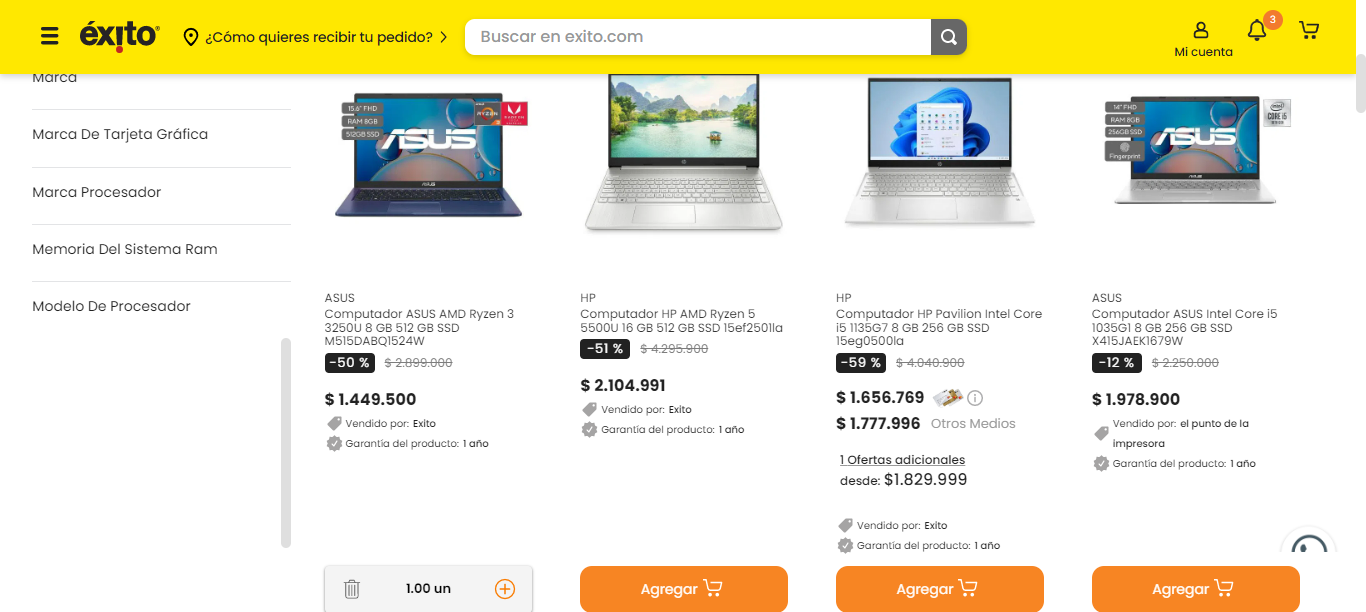 éxito
¿Cómo quieres recibir tu pedido?
Buscar en exito.com
Mi cuenta
3
Marca
Marca De Tarjeta Gráfica
Marca Procesador
Memoria Del Sistema Ram
Modelo De Procesador
15.6" FHD
RAM 8GB
512GB SSD
RYZEN
3
RADEON
ASUS
ASUS
Computador ASUS AMD Ryzen 3
3250U 8 GB 512 GB SSD
M515DABQ1524W
-50 %
$ 2.899.000
$ 1.449.500
Vendido por: Exito
Garantía del producto: 1 año
1.00 un
HP
Computador HP AMD Ryzen 5
5500U 16 GB 512 GB SSD 15ef2501la
-51 %
$ 4.295.900
$ 2.104.991
Vendido por: Exito
Garantía del producto: 1 año
Agregar
HP
Computador HP Pavilion Intel Core
i5 1135G7 8 GB 256 GB SSD
15eg0500la
-59 %
$ 4.040.900
$ 1.656.769
$ 1.777.996 Otros Medios
1 Ofertas adicionales
desde: $1.829.999
Vendido por: Exito
Garantía del producto: 1 año
Agregar
14" FHD
RAM 8GB
256GB SSD
Fingerprint
intel
CORE i5
ASUS
ASUS
Computador ASUS Intel Core i5
1035G1 8 GB 256 GB SSD
X415JAEK1679W
-12 %
$ 2.250.000
$ 1.978.900
Vendido por: el punto de la
impresora
Garantía del producto: 1 año
Agregar